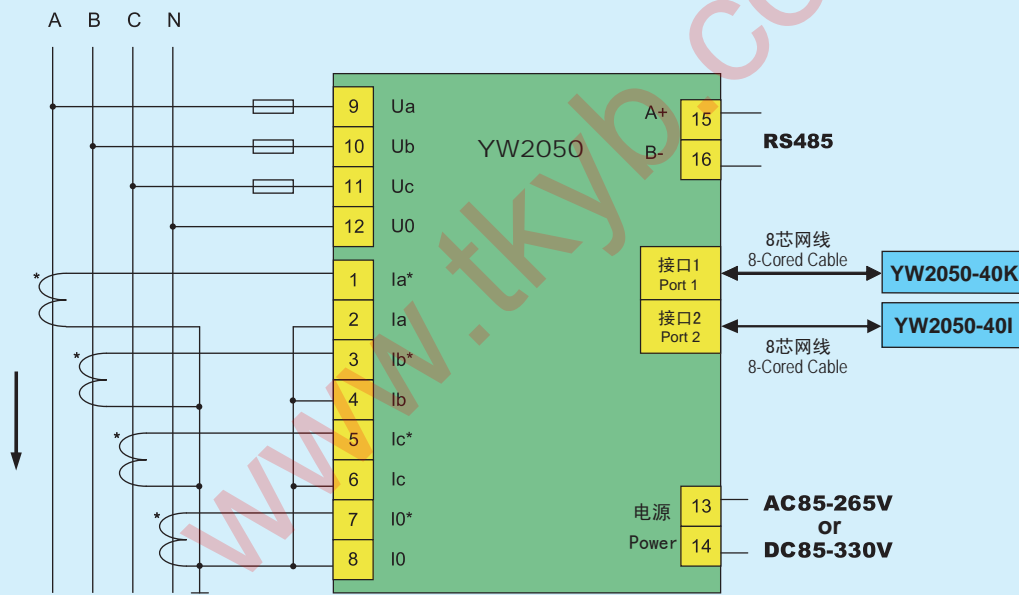 A B C N
9 Ua
10 Ub
11 Uc
12 U0
1 Ia*
2 Ia
3 Ib*
4 Ib
5 Ic*
6 Ic
7 I0*
8 I0
*
*
*
*
YW2050
A+ 15
B- 16
RS485
接口1
Port 1
接口2
Port 2
8芯网线
8-Cored Cable
8芯网线
8-Cored Cable
YW2050-40K
YW2050-40I
电源
Power
13
14
AC85-265V
or
DC85-330V
www.tkyb.co